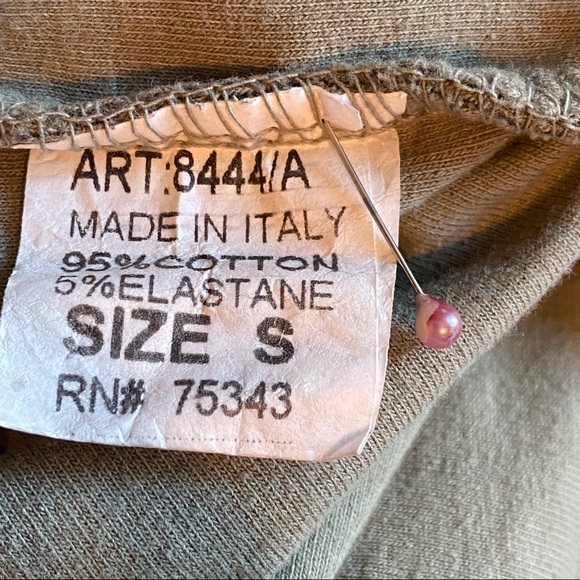 ART:8444/A
MADE IN ITALY
95%COTTON
5%ELASTANE
SIZE S
RN# 75343